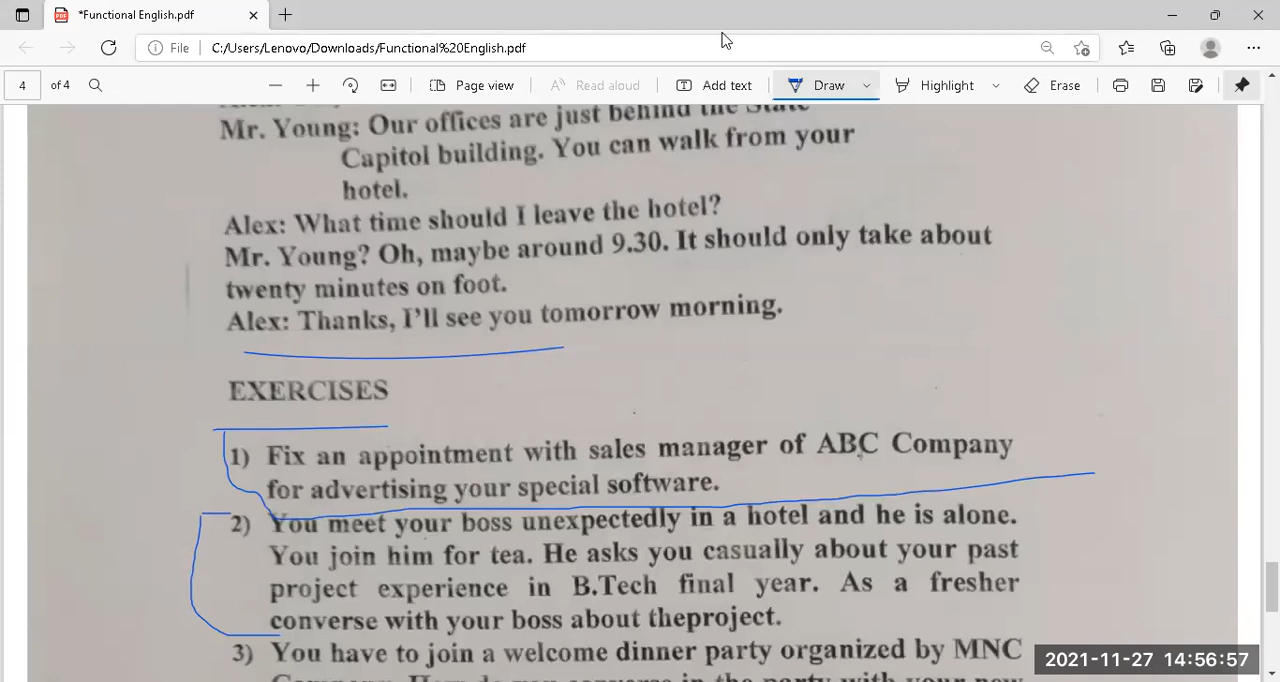 *Functional English.pdf
File
C:/Users/Lenovo/Downloads/Functional%20English.pdf
4 of 4
Page view
Read aloud
Add text
Draw
Highlight
Erase
Mr. Young: Our offices are just behind the State
Capitol building. You can walk from your
hotel.
Alex: What time should I leave the hotel?
Mr. Young? Oh, maybe around 9.30. It should only take about
twenty minutes on foot.
Alex: Thanks, I'll see you tomorrow morning.
EXERCISES
1) Fix an appointment with sales manager of ABC Company
for advertising your special software.
2) You meet your boss unexpectedly in a hotel and he is alone.
You join him for tea. He asks you casually about your past
project experience in B.Tech final year. As a fresher
converse with your boss about theproject.
3) You have to join a welcome dinner party organized by MNC
2021-11-27 14:56:57